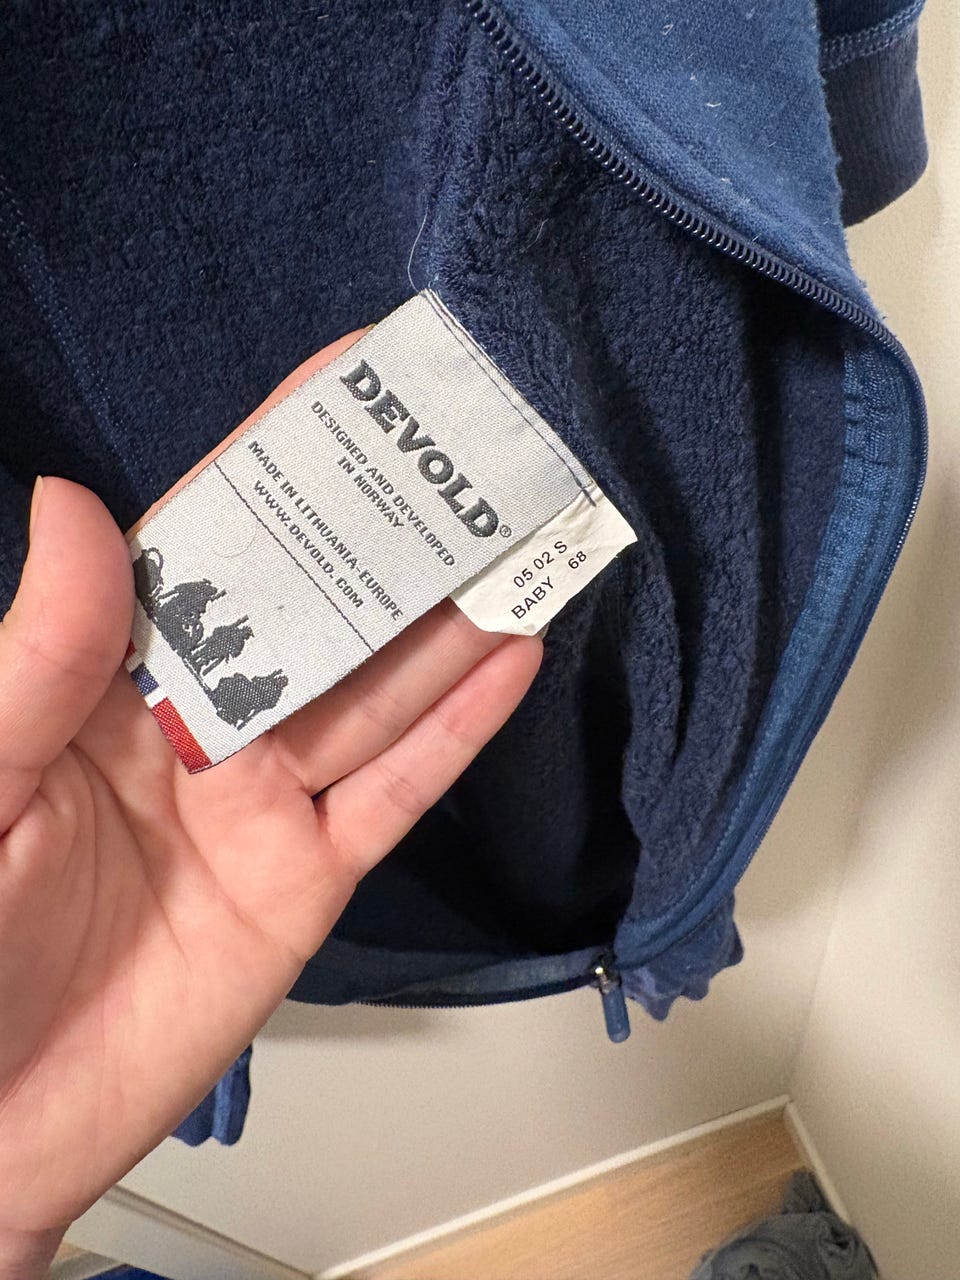 DEVOLD®
DESIGNED AND DEVELOPED
IN NORWAY
MADE IN LITHUANIA-EUROPE
WWW.DEVOLD.COM
05 02 S
BABY 68